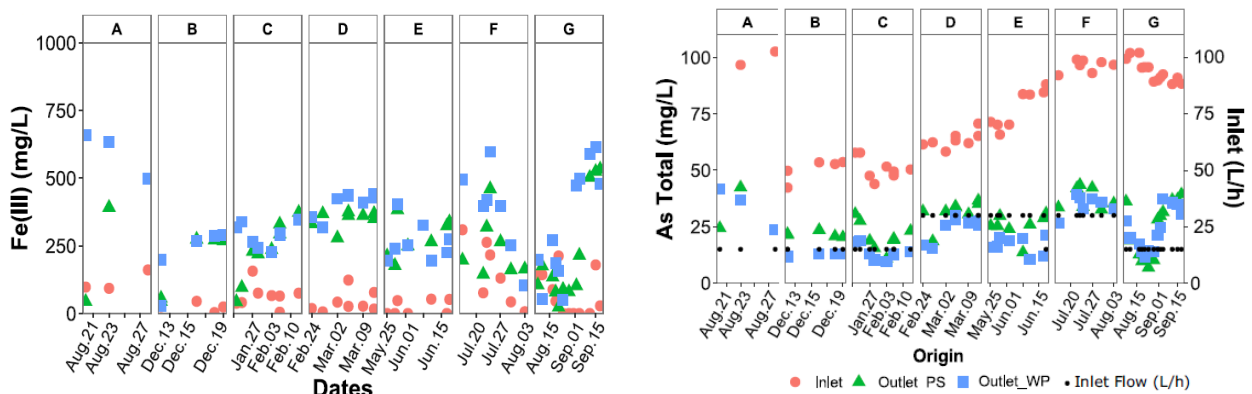 A B C D E F G
Fe(III) (mg/L)
1000
750
500
250
0
Aug.21 Aug.23 Aug.27 Dec.13 Dec.15 Dec.19 Jan.27 Feb.03 Feb.10 Feb.24 Mar.02 Mar.09 May.25 Jun.01 Jun.15 Jul.20 Jul.27 Aug.03 Aug.15 Sep.01 Sep.15
Dates
A B C D E F G
As Total (mg/L)
100
75
50
25
0
100
75
50
25
0
Inlet (L/h)
Aug.21 Aug.23 Aug.27 Dec.13 Dec.15 Dec.19 Jan.27 Feb.03 Feb.10 Feb.24 Mar.02 Mar.09 May.25 Jun.01 Jun.15 Jul.20 Jul.27 Aug.03 Aug.15 Sep.01 Sep.15
Origin
Inlet Outlet_PS Outlet_WP Inlet Flow (L/h)